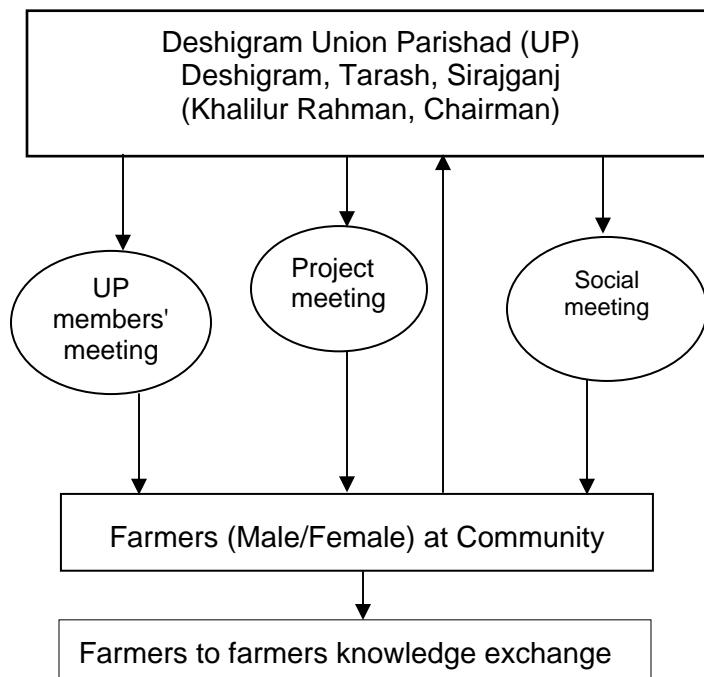 Deshigram Union Parishad (UP)
Deshigram, Tarash, Sirajganj
(Khalilur Rahman, Chairman)
UP
members'
meeting
Project
meeting
Social
meeting
Farmers (Male/Female) at Community
Farmers to farmers knowledge exchange